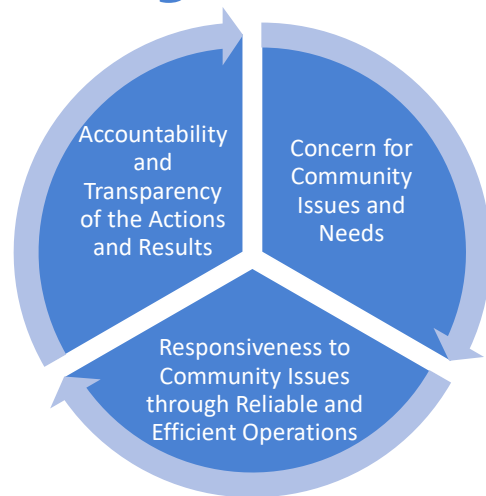 Accountability
and
Transparency
of the Actions
and Results
Concern for
Community
Issues and
Needs
Responsiveness to
Community Issues
through Reliable and
Efficient Operations